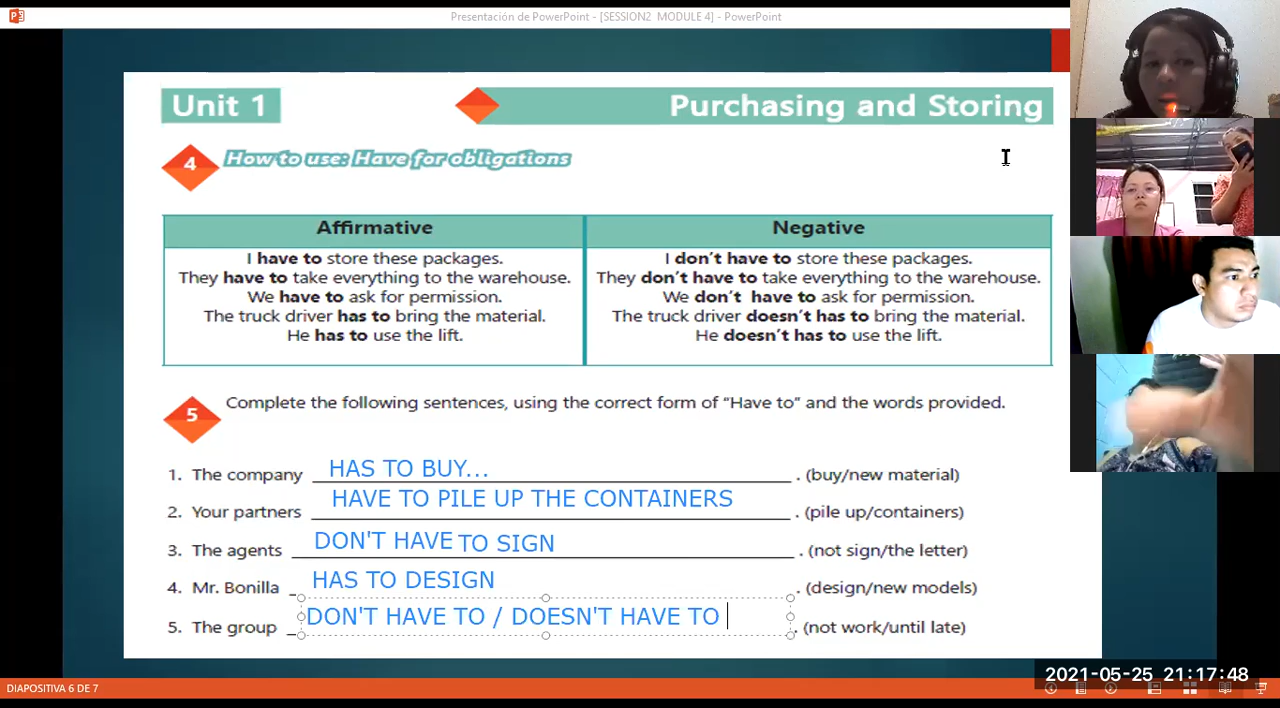 Presentación de PowerPoint - [SESSION2 MODULE 4] - PowerPoint
Unit 1
Purchasing and Storing
4
How to use: Have for obligations
Affirmative
I have to store these packages.
They have to take everything to the warehouse.
We have to ask for permission.
The truck driver has to bring the material.
He has to use the lift.
Negative
I don't have to store these packages.
They don't have to take everything to the warehouse.
We don't have to ask for permission.
The truck driver doesn't has to bring the material.
He doesn't has to use the lift.
5
Complete the following sentences, using the correct form of "Have to" and the words provided.
1. The company HAS TO BUY... . (buy/new material)
2. Your partners HAVE TO PILE UP THE CONTAINERS . (pile up/containers)
3. The agents DON'T HAVE TO SIGN . (not sign/the letter)
4. Mr. Bonilla HAS TO DESIGN . (design/new models)
5. The group DON'T HAVE TO / DOESN'T HAVE TO . (not work/until late)
2021-05-25 21:17:48
DIAPOSITIVA 6 DE 7